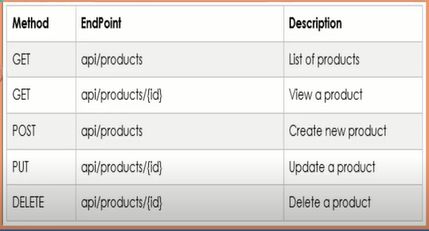 Method EndPoint Description
GET api/products List of products
GET api/products/{id} View a product
POST api/products Create new product
PUT api/products/{id} Update a product
DELETE api/products/{id} Delete a product